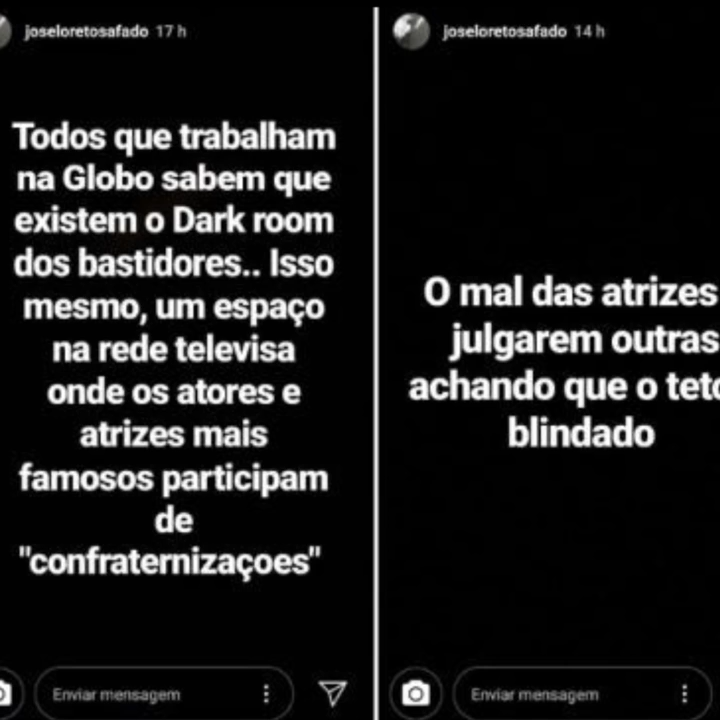 joseloretosafado 17 h
Todos que trabalham
na Globo sabem que
existem o Dark room
dos bastidores.. Isso
mesmo, um espaço
na rede televisa
onde os atores e
atrizes mais
famosos participam
de
"confraternizaçoes"
Enviar mensagem
joseloretosafado 14 h
O mal das atrizes
julgarem outras
achando que o
blindado
Enviar mensagem